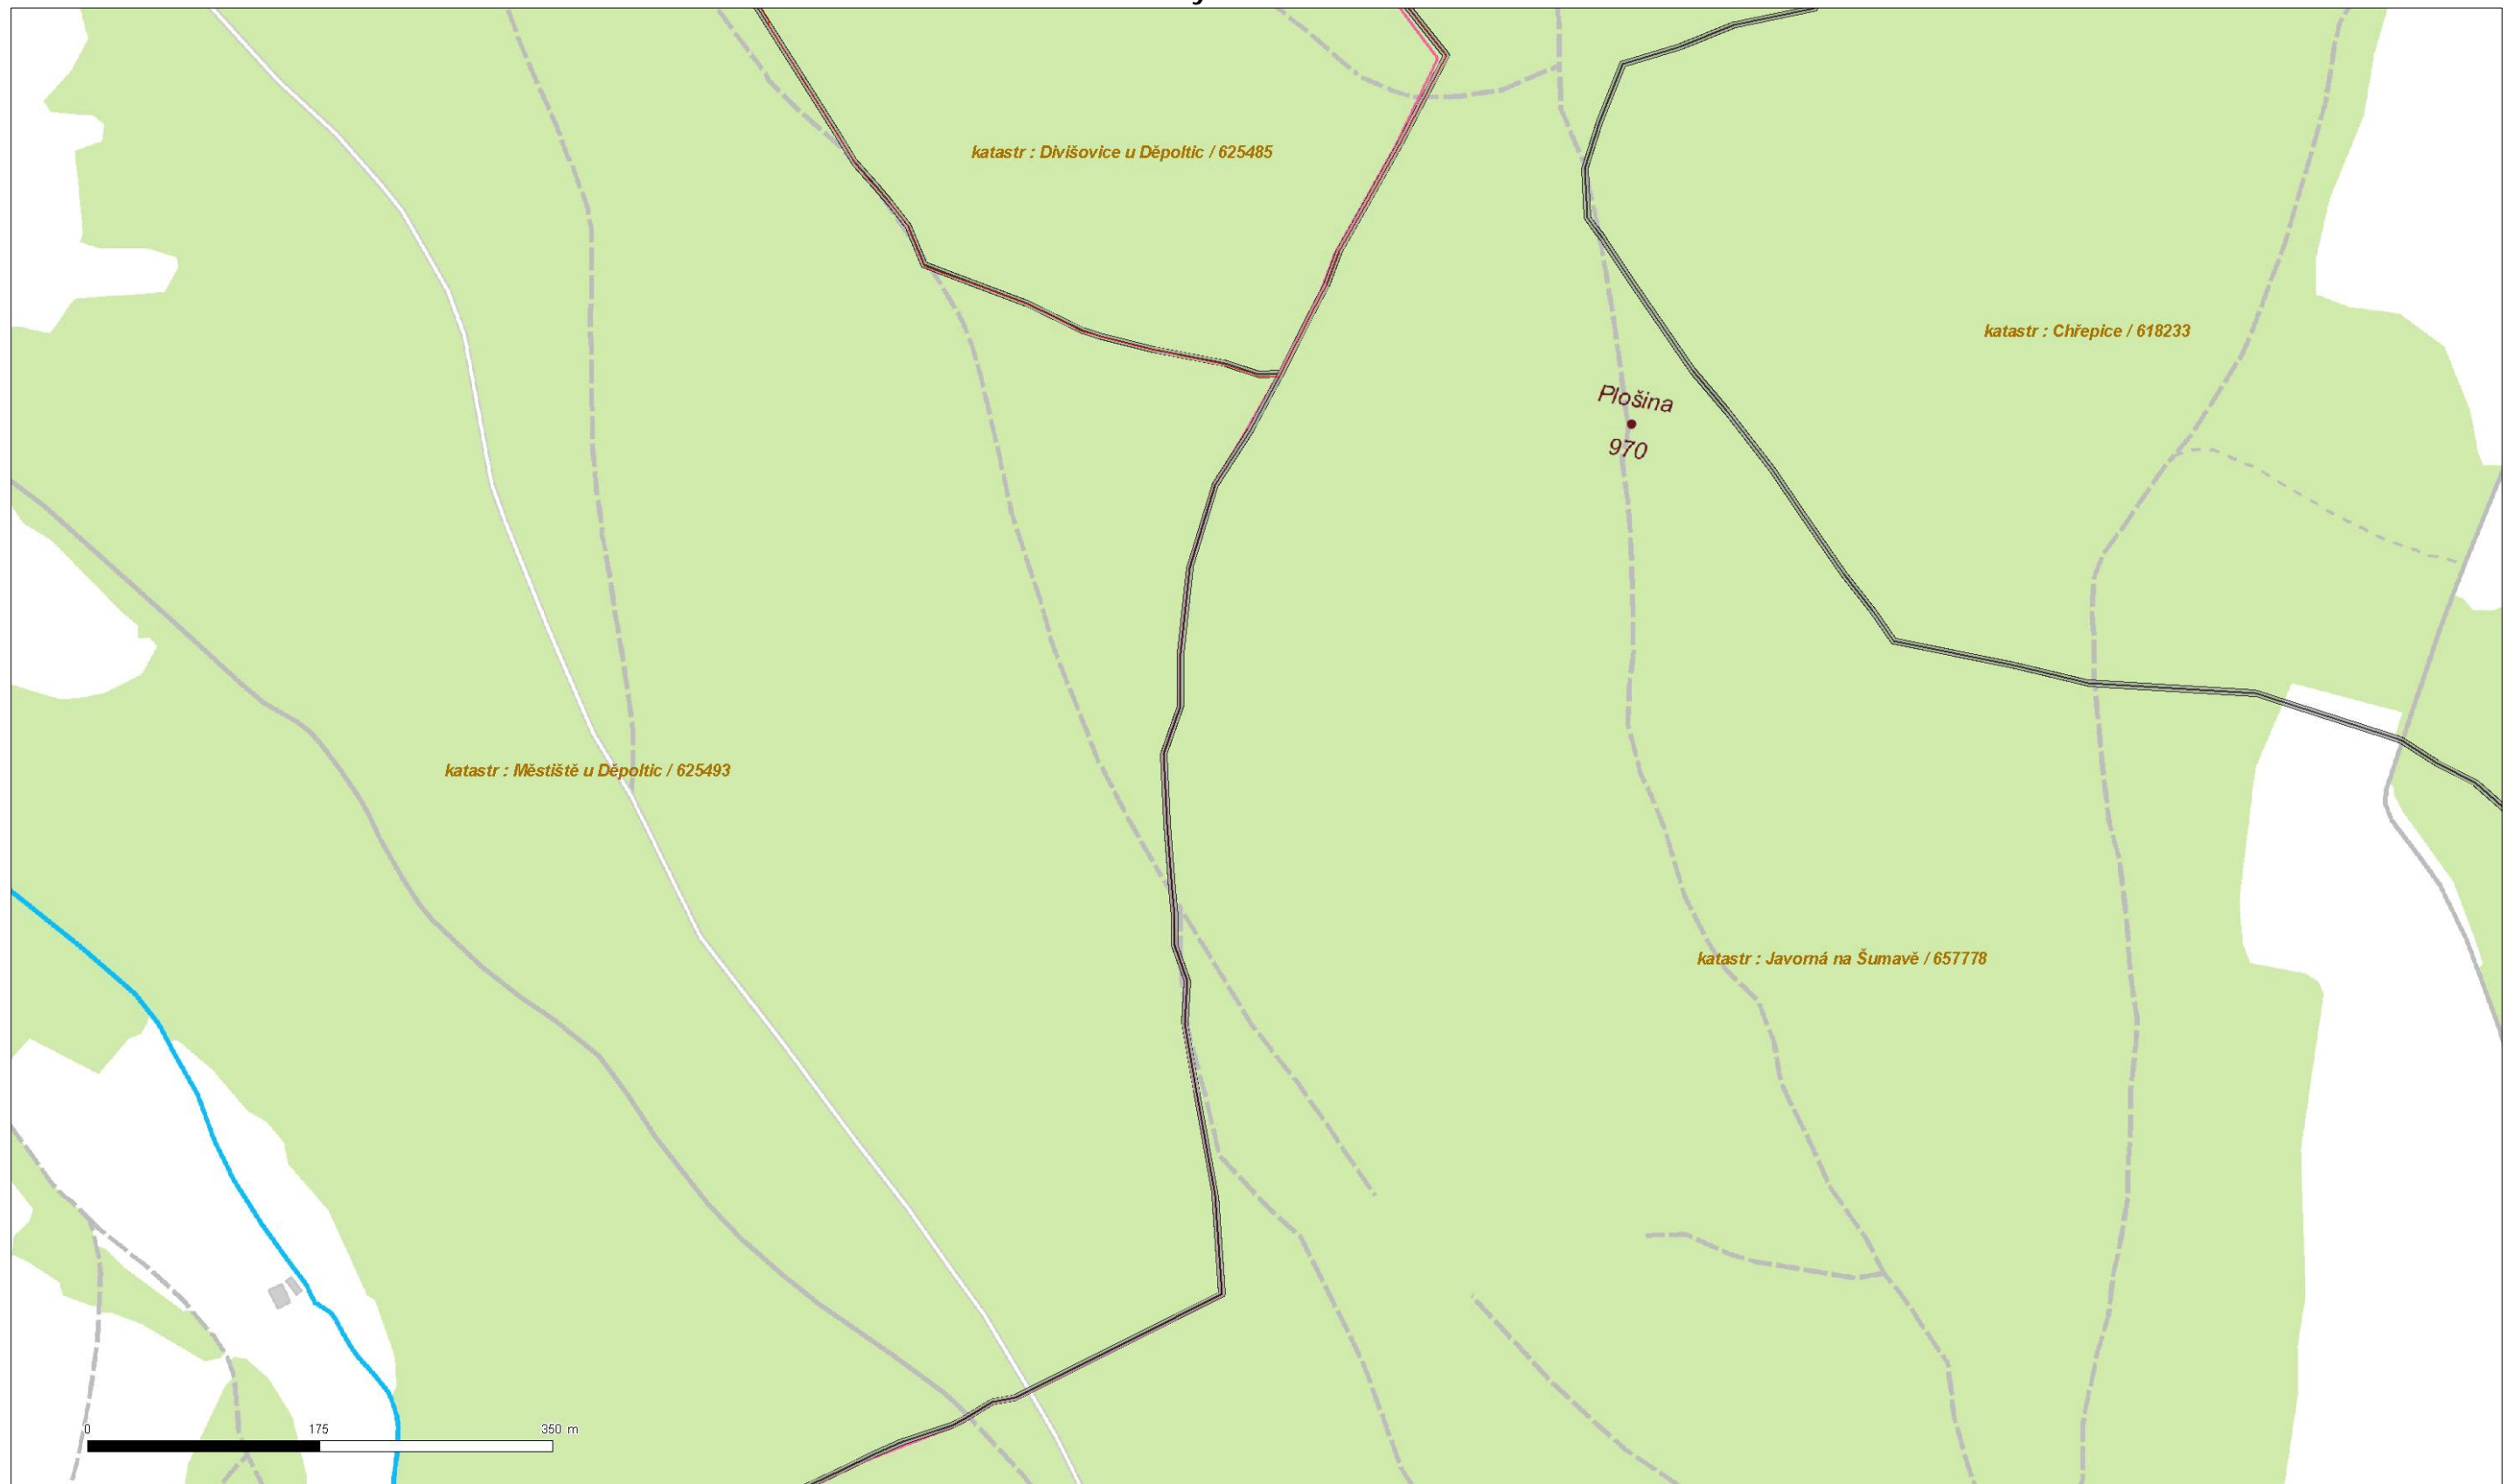 katastr : Divišovice u Děpoltic / 625485
katastr : Chřepice / 618233
Plošina
970
katastr : Městiště u Děpoltic / 625493
katastr : Javorná na Šumavě / 657778
0 175 350 m